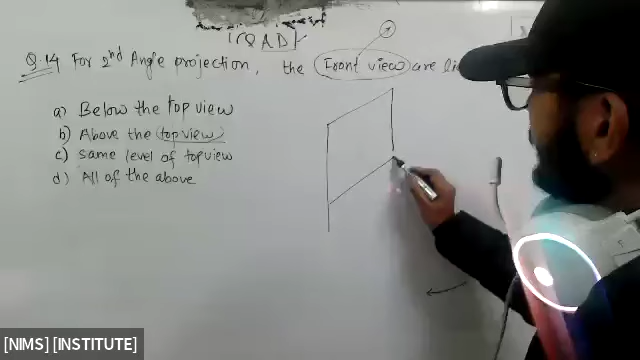 (QAD)
Q.14 For 2nd Angle projection, the Front view are
a) Below the top view
b) Above the top view
c) same level of top view
d) All of the above
[NIMS] [INSTITUTE]